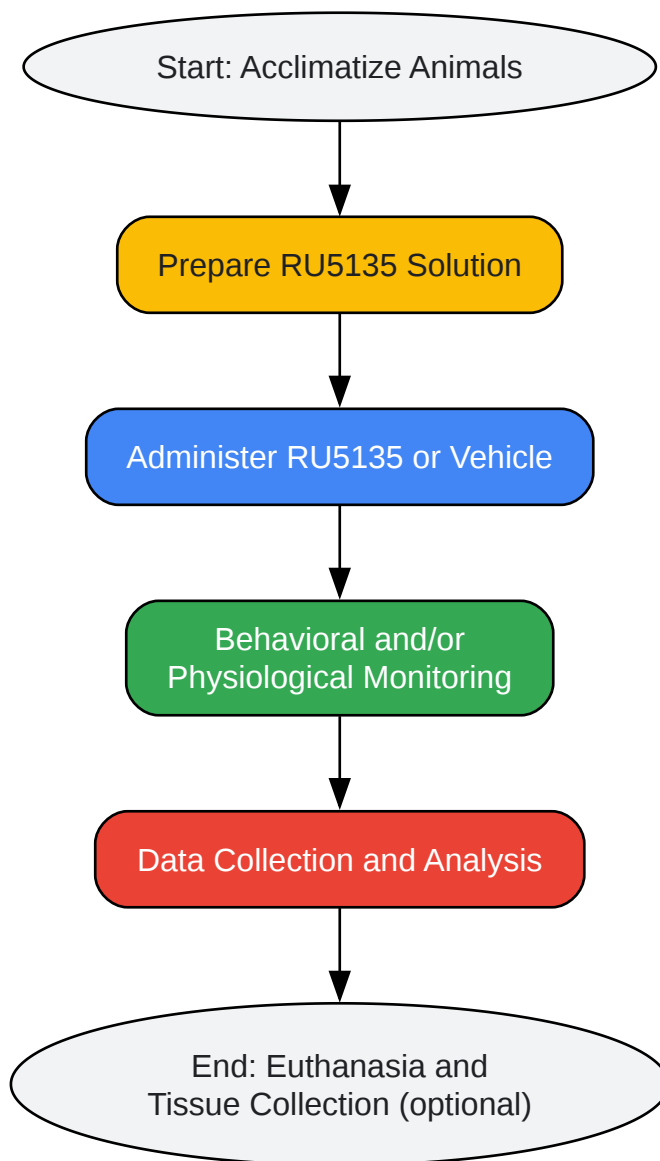 Start: Acclimatize Animals
Prepare RU5135 Solution
Administer RU5135 or Vehicle
Behavioral and/or
Physiological Monitoring
Data Collection and Analysis
End: Euthanasia and
Tissue Collection (optional)